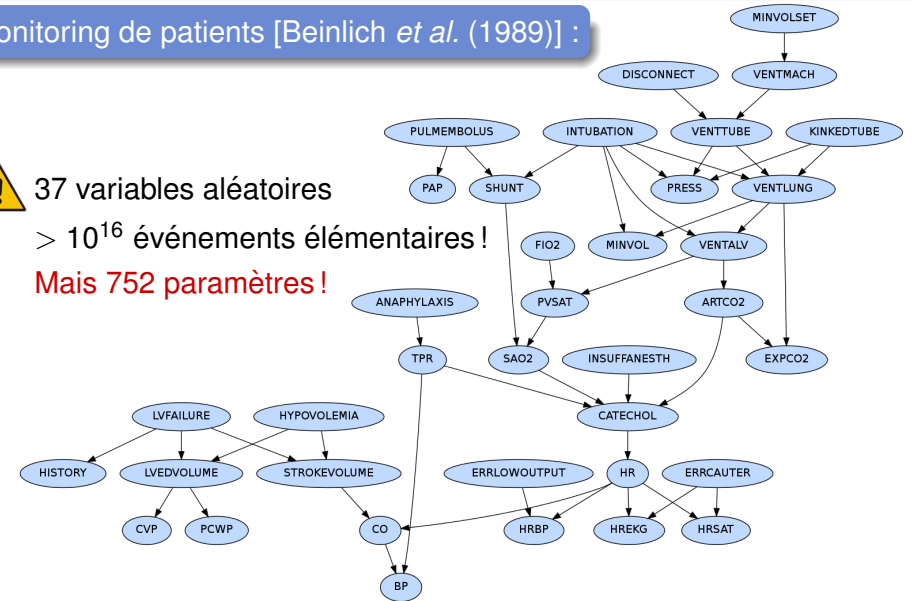 onitoring de patients [Beinlich et al. (1989)] :
MINVOLSET
DISCONNECT VENTMACH
PULMEMBOLUS INTUBATION VENTTUBE KINKEDTUBE
! 37 variables aléatoires
PAP SHUNT PRESS VENTLUNG
> 10^16 événements élémentaires !
FIO2 MINVOL VENTALV
Mais 752 paramètres !
ANAPHYLAXIS PVSAT ARTCO2
TPR SAO2 INSUFFANESTH EXPCO2
LVFAILURE HYPOVOLEMIA CATECHOL
HISTORY LVEDVOLUME STROKEVOLUME ERRLOWOUTPUT HR ERRCAUTER
CVP PCWP CO HRBP HREKG HRSAT
BP